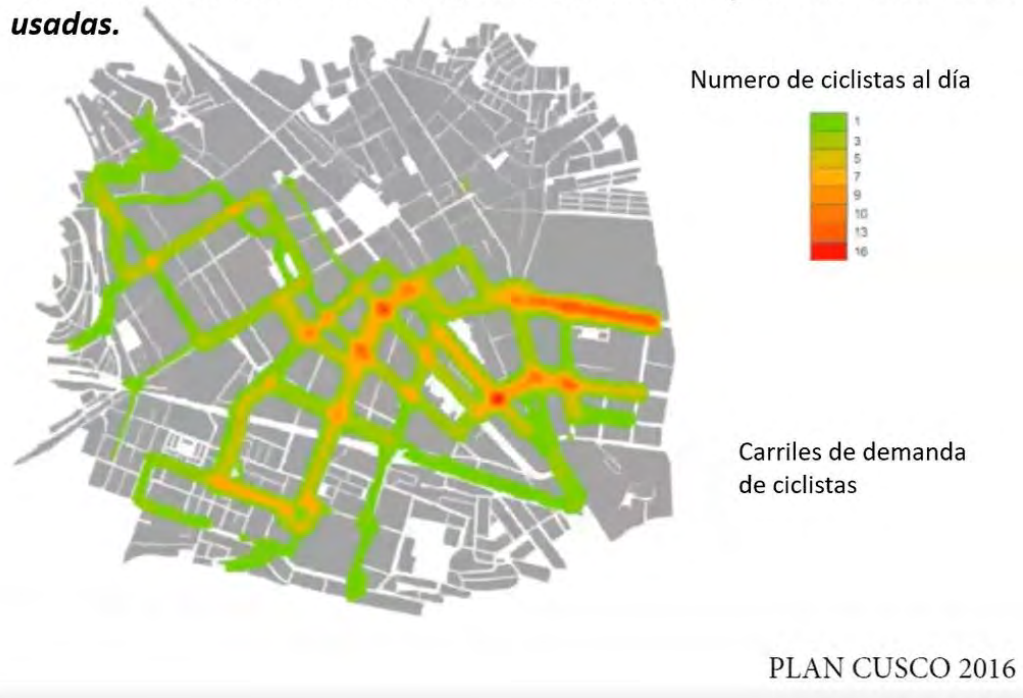 usadas.
Numero de ciclistas al día
1
3
5
7
9
10
13
16
Carriles de demanda
de ciclistas
PLAN CUSCO 2016